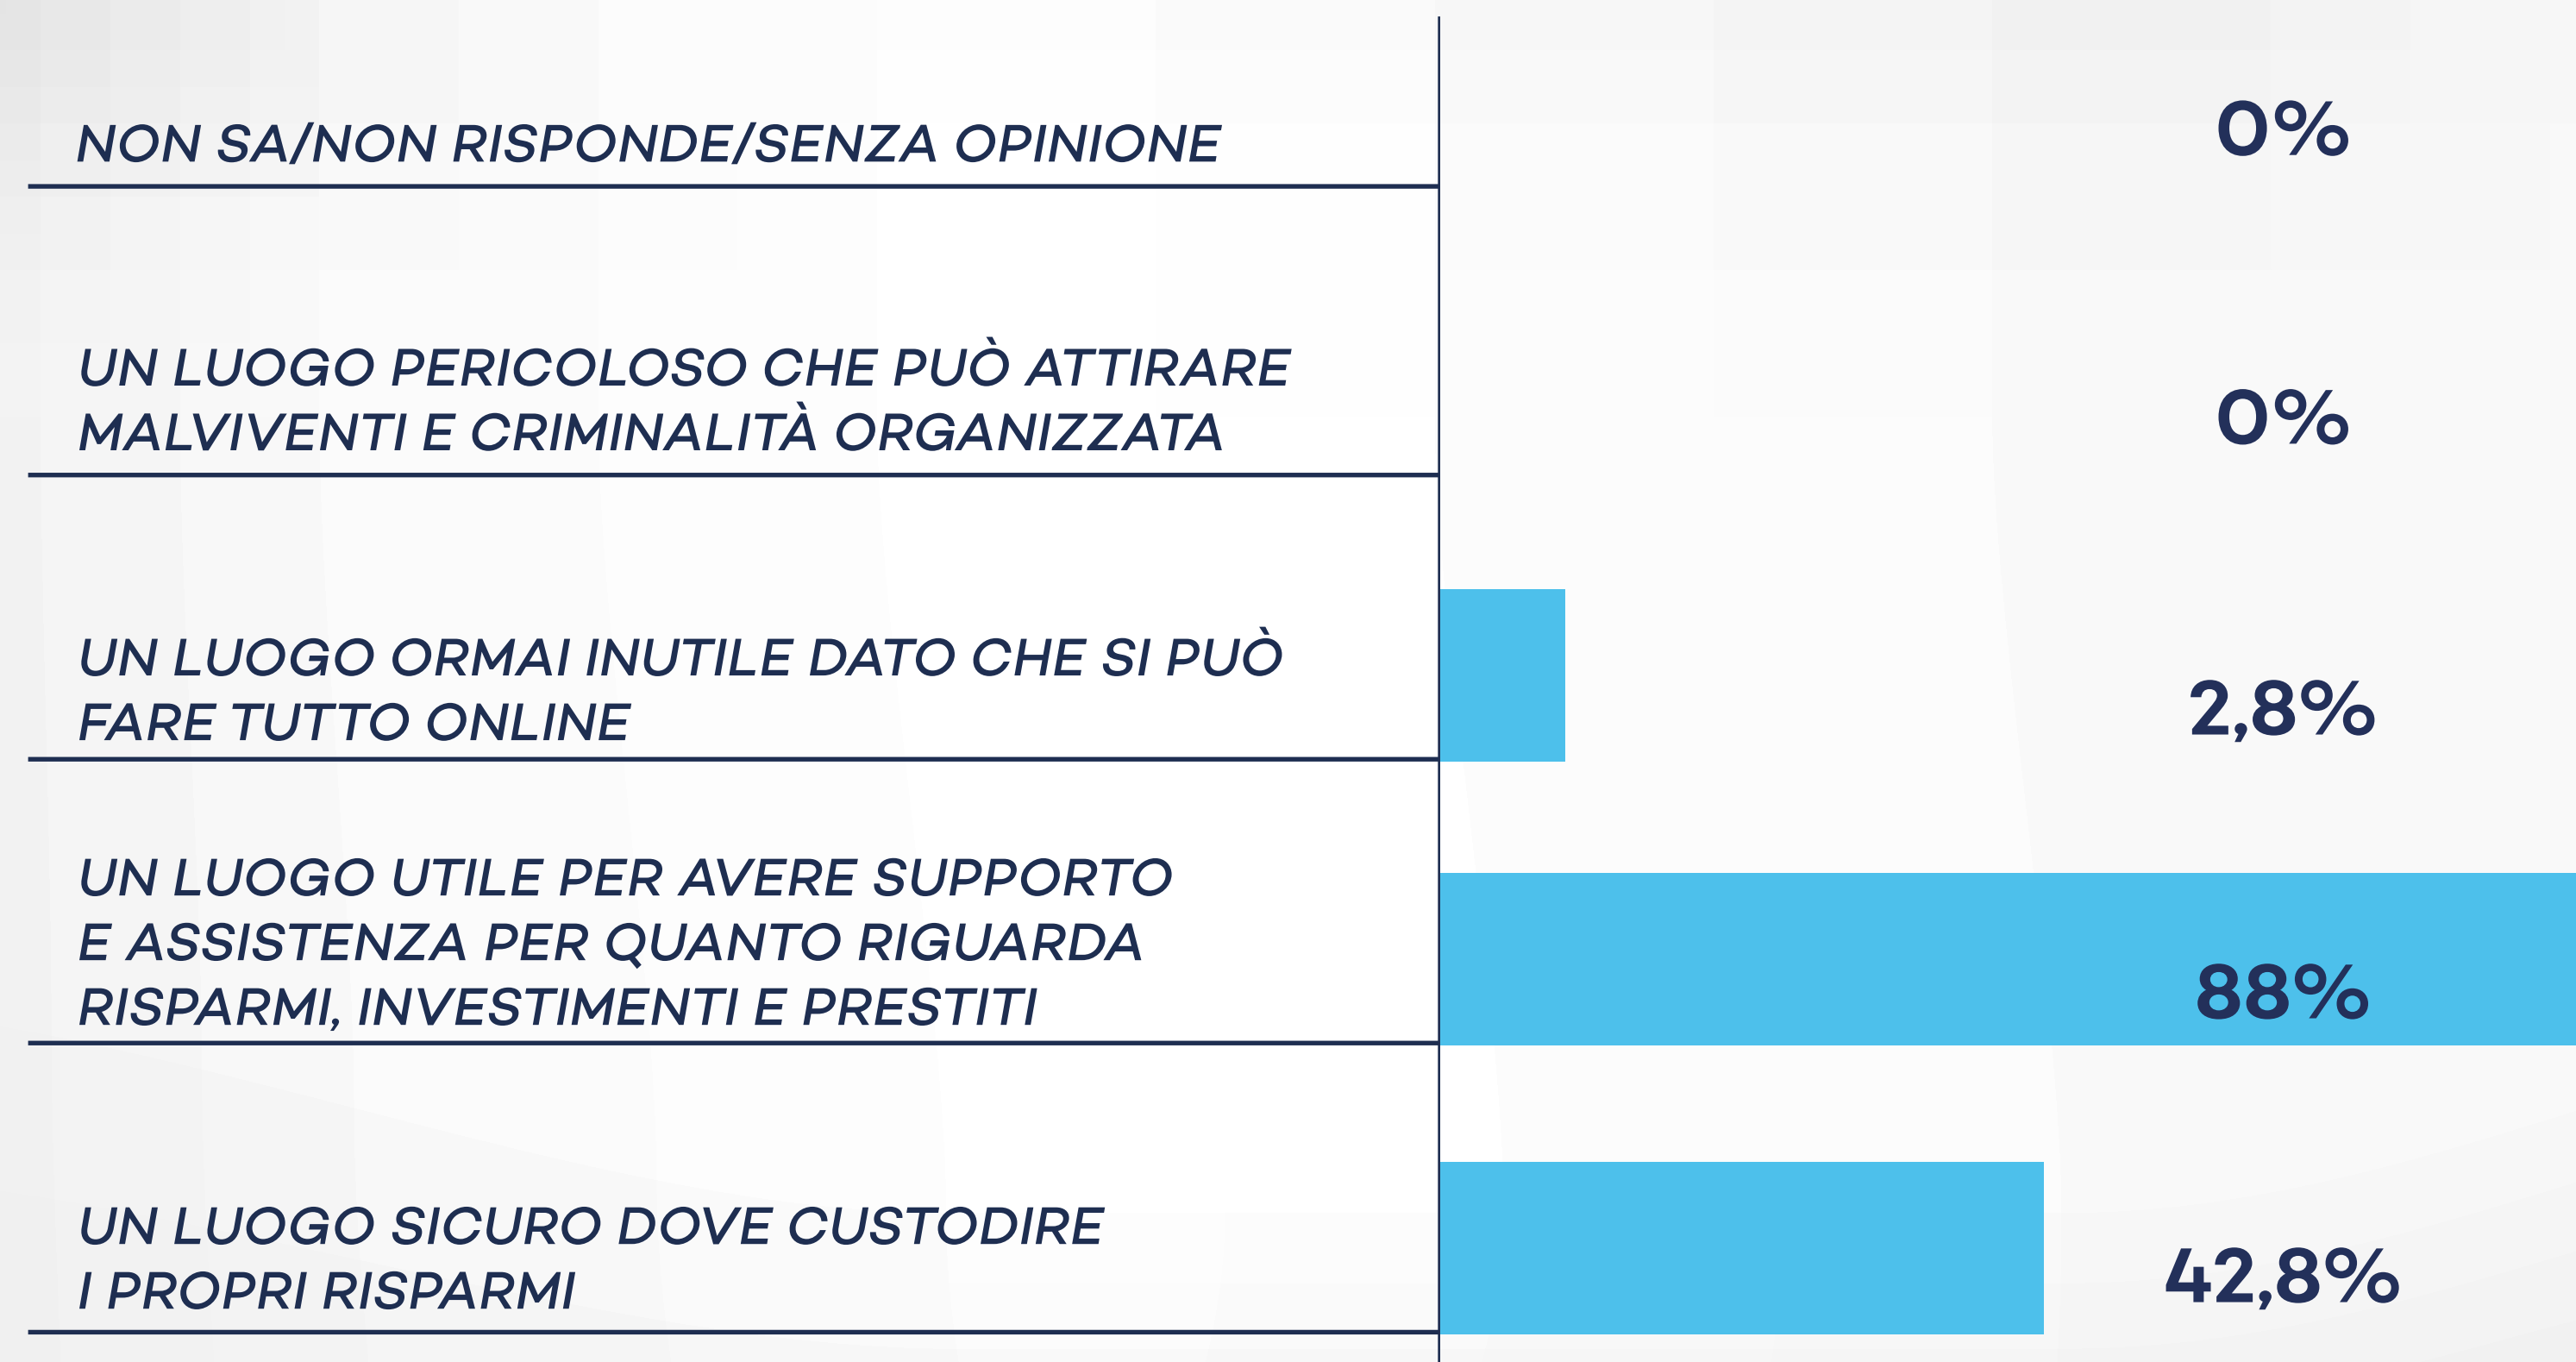 NON SA/NON RISPONDE/SENZA OPINIONE
0%
UN LUOGO PERICOLOSO CHE PUÒ ATTIRARE
MALVIVENTI E CRIMINALITÀ ORGANIZZATA
0%
UN LUOGO ORMAI INUTILE DATO CHE SI PUÒ
FARE TUTTO ONLINE
2,8%
UN LUOGO UTILE PER AVERE SUPPORTO
E ASSISTENZA PER QUANTO RIGUARDA
RISPARMI, INVESTIMENTI E PRESTITI
88%
UN LUOGO SICURO DOVE CUSTODIRE
I PROPRI RISPARMI
42,8%